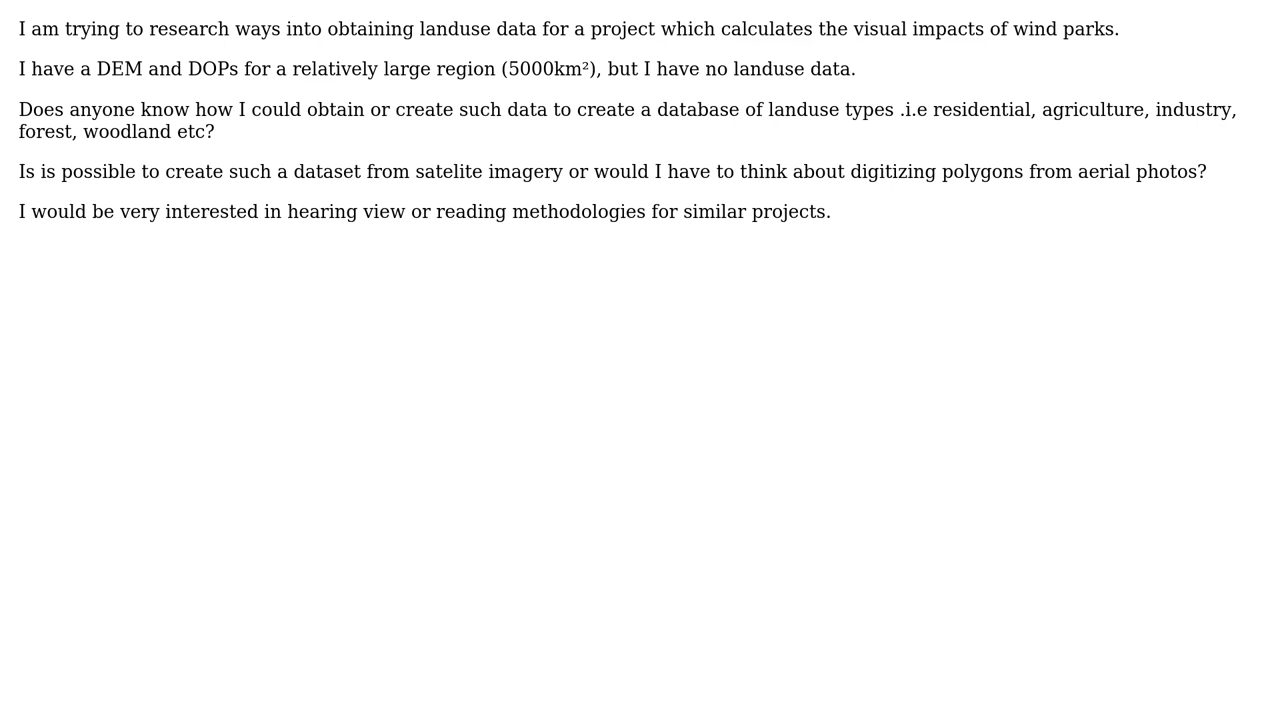 I am trying to research ways into obtaining landuse data for a project which calculates the visual impacts of wind parks.
I have a DEM and DOPs for a relatively large region (5000km²), but I have no landuse data.
Does anyone know how I could obtain or create such data to create a database of landuse types .i.e residential, agriculture, industry,
forest, woodland etc?
Is is possible to create such a dataset from satelite imagery or would I have to think about digitizing polygons from aerial photos?
I would be very interested in hearing view or reading methodologies for similar projects.